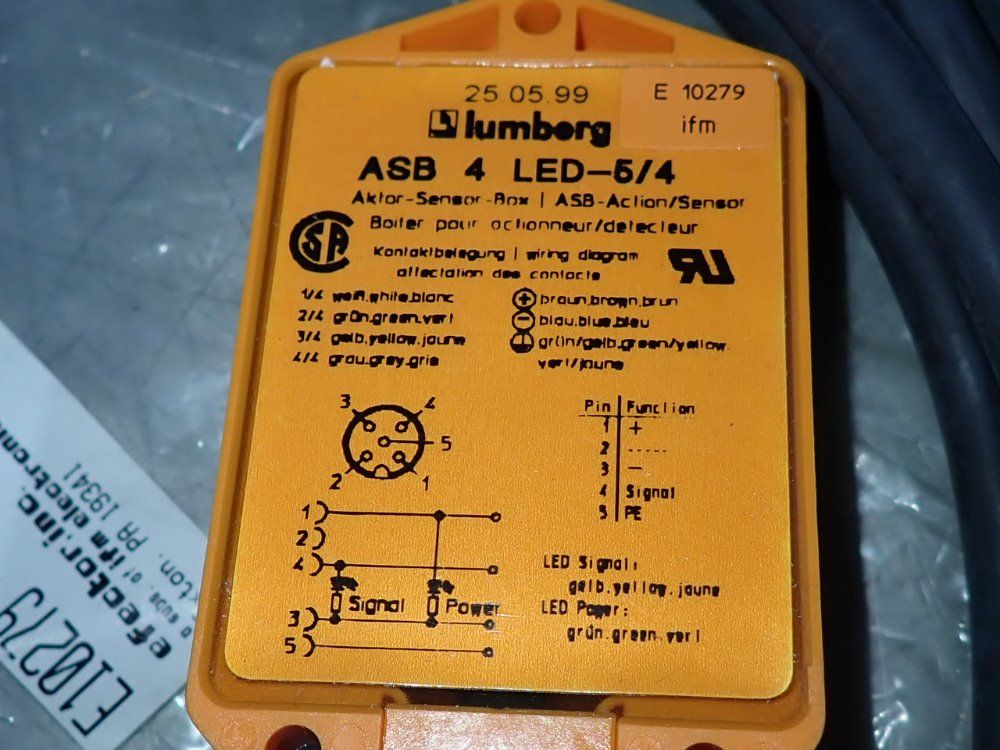 25.05.99
E 10279
ifm
lumberg
ASB 4 LED-5/4
Aktor-Sensor-Box | ASB-Action/Sensor
Boiter pour actionneur/detecteur
SA
Kontaktbelegung | wiring diagram
affectation des contacts
RU
1/4 weiß,white,blanc
2/4 grün,green,vert
3/4 gelb,yellow,jaune
4/4 grau,grey,gris
+ braun,brown,brun
- blau,blue,bleu
grün/gelb,green/yellow,
vert/jaune
3 4
5
2 1
Pin | Function
1 +
2 -----
3 -
4 Signal
5 PE
1
2
4
Signal Power
3
5
LED Signal:
gelb,yellow,jaune
LED Power:
grün,green,vert
efector,inc.
ifm electronic
PA 19341
E10279